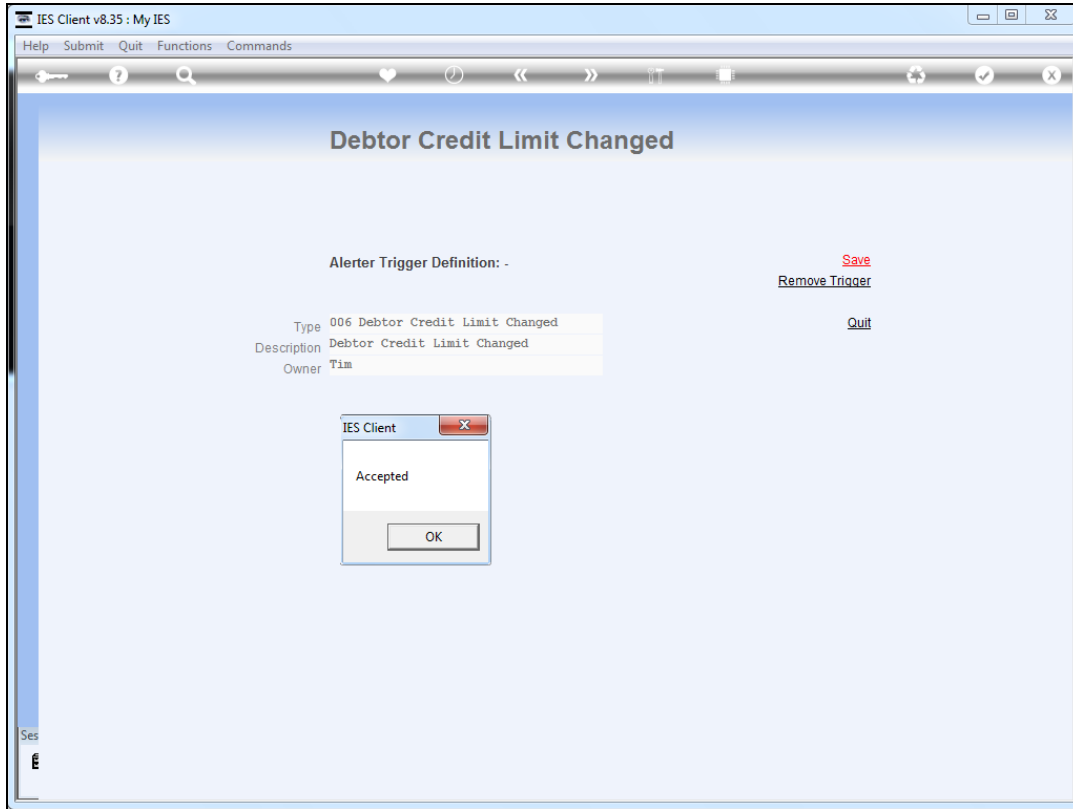 IES Client v8.35 : My IES
Help Submit Quit Functions Commands
Debtor Credit Limit Changed
Alerter Trigger Definition: -
Save
Remove Trigger
Type 006 Debtor Credit Limit Changed
Quit
Description Debtor Credit Limit Changed
Owner Tim
IES Client
Accepted
OK
Ses